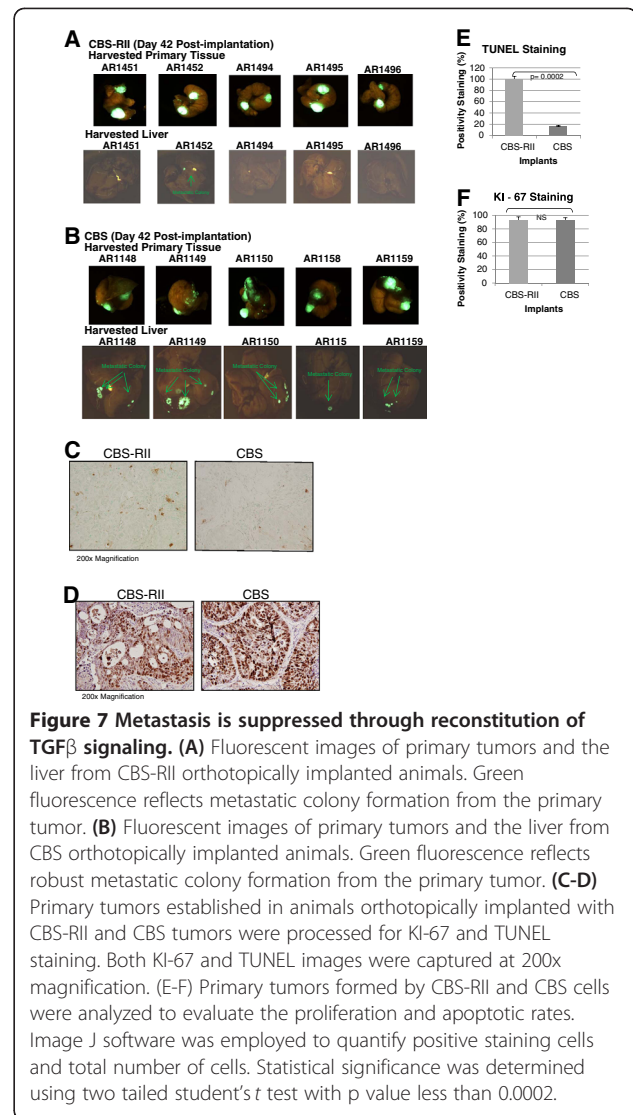 A
CBS-RII (Day 42 Post-implantation)
Harvested Primary Tissue
AR1451 AR1452 AR1494 AR1495 AR1496
Harvested Liver
AR1451 AR1452 AR1494 AR1495 AR1496
Metastatic Colony
B
CBS (Day 42 Post-implantation)
Harvested Primary Tissue
AR1148 AR1149 AR1150 AR1158 AR1159
Harvested Liver
AR1148 AR1149 AR1150 AR115 AR1159
Metastatic Colony Metastatic Colony Metastatic Colony Metastatic Colony Metastatic Colony
C
CBS-RII CBS
200x Magnification
D
CBS-RII CBS
200x Magnification
E
TUNEL Staining
Positivity Staining (%)
120
100
80
60
40
20
0
p= 0.0002
CBS-RII CBS
Implants
F
KI - 67 Staining
Positivity Staining (%)
100
80
60
40
20
0
NS
CBS-RII CBS
Implants
Figure 7 Metastasis is suppressed through reconstitution of
TGFβ signaling. (A) Fluorescent images of primary tumors and the
liver from CBS-RII orthotopically implanted animals. Green
fluorescence reflects metastatic colony formation from the primary
tumor. (B) Fluorescent images of primary tumors and the liver from
CBS orthotopically implanted animals. Green fluorescence reflects
robust metastatic colony formation from the primary tumor. (C-D)
Primary tumors established in animals orthotopically implanted with
CBS-RII and CBS tumors were processed for KI-67 and TUNEL
staining. Both KI-67 and TUNEL images were captured at 200x
magnification. (E-F) Primary tumors formed by CBS-RII and CBS cells
were analyzed to evaluate the proliferation and apoptotic rates.
Image J software was employed to quantify positive staining cells
and total number of cells. Statistical significance was determined
using two tailed student's t test with p value less than 0.0002.